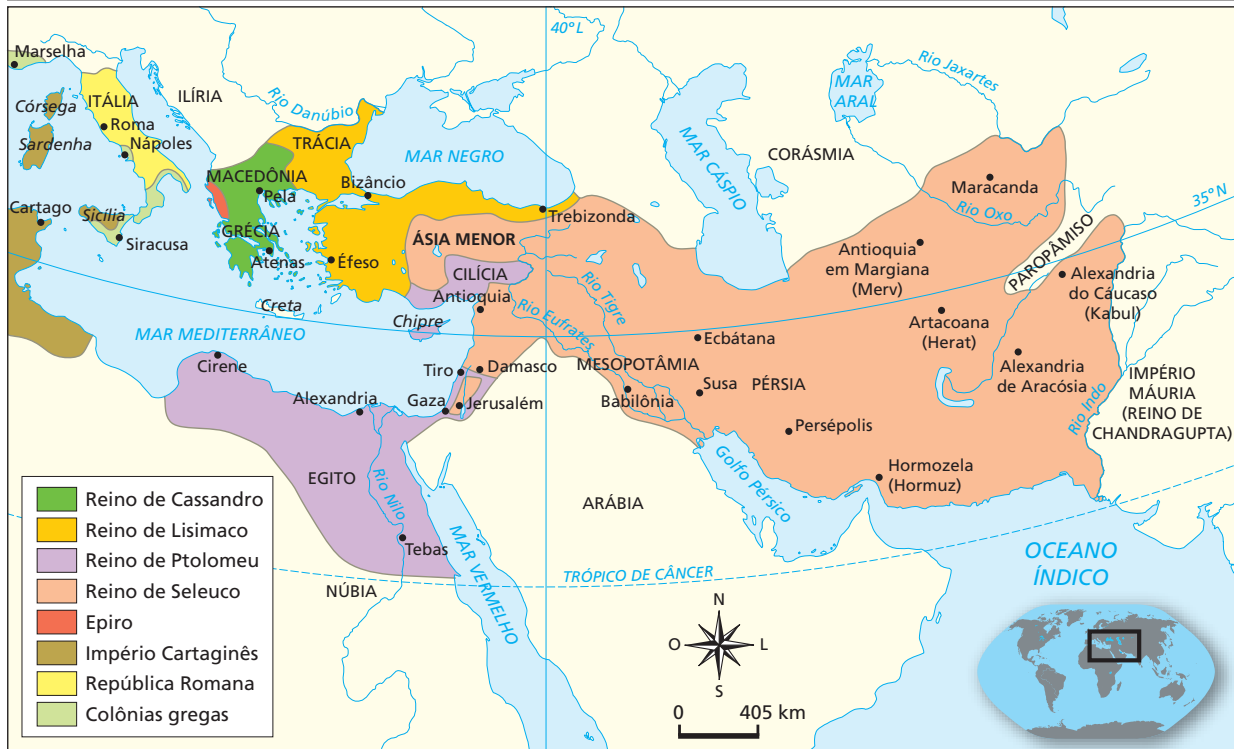 40° L
Marselha
Rio Jaxartes
MAR
ARAL
ITÁLIA
ILÍRIA
Córsega
Rio Danúbio
Roma
Sardenha
Nápoles
TRÁCIA
MAR NEGRO
MAR CÁSPIO
CORÁSMIA
MACEDÔNIA
Pela
Bizâncio
Maracanda
35° N
Cartago
Sicília
Trebizonda
Rio Oxo
GRÉCIA
Siracusa
ÁSIA MENOR
Atenas
Éfeso
CILÍCIA
Antioquia
em Margiana
(Merv)
PAROPÂMISO
Alexandria
do Cáucaso
(Kabul)
Antioquia
Rio Tigre
Creta
Chipre
Rio Eufrates
Artacoana
(Herat)
MAR MEDITERRÂNEO
Ecbátana
Cirene
Tiro
Damasco
MESOPOTÂMIA
Alexandria
de Aracósia
Susa
PÉRSIA
IMPÉRIO
MÁURIA
(REINO DE
CHANDRAGUPTA)
Alexandria
Gaza
Jerusalém
Babilônia
Rio Indo
Persépolis
EGITO
Rio Nilo
Golfo Pérsico
Hormozela
(Hormuz)
ARÁBIA
Tebas
MAR VERMELHO
OCEANO
ÍNDICO
TRÓPICO DE CÂNCER
NÚBIA
Reino de Cassandro
Reino de Lisimaco
Reino de Ptolomeu
Reino de Seleuco
Epiro
Império Cartaginês
República Romana
Colônias gregas
N
O
L
S
0
405 km